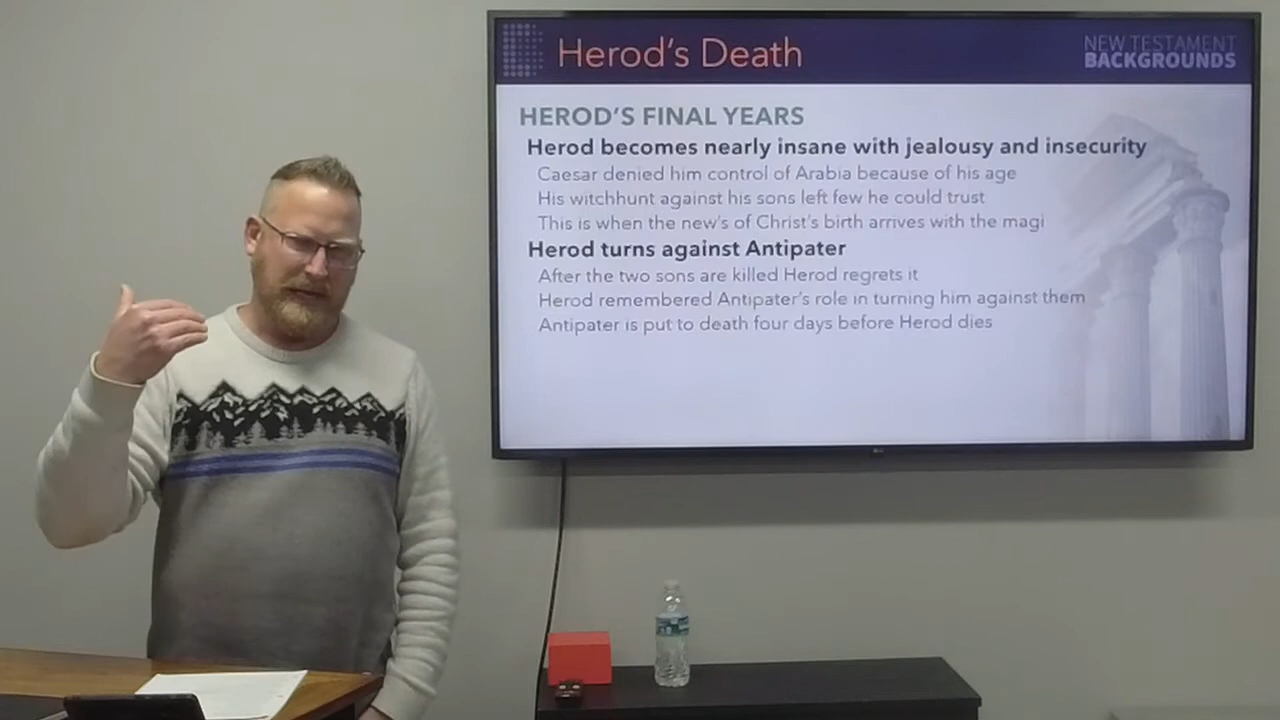 Herod's Death
NEW TESTAMENT
BACKGROUNDS
HEROD'S FINAL YEARS
Herod becomes nearly insane with jealousy and insecurity
Caesar denied him control of Arabia because of his age
His witchhunt against his sons left few he could trust
This is when the new's of Christ's birth arrives with the magi
Herod turns against Antipater
After the two sons are killed Herod regrets it
Herod remembered Antipater's role in turning him against them
Antipater is put to death four days before Herod dies